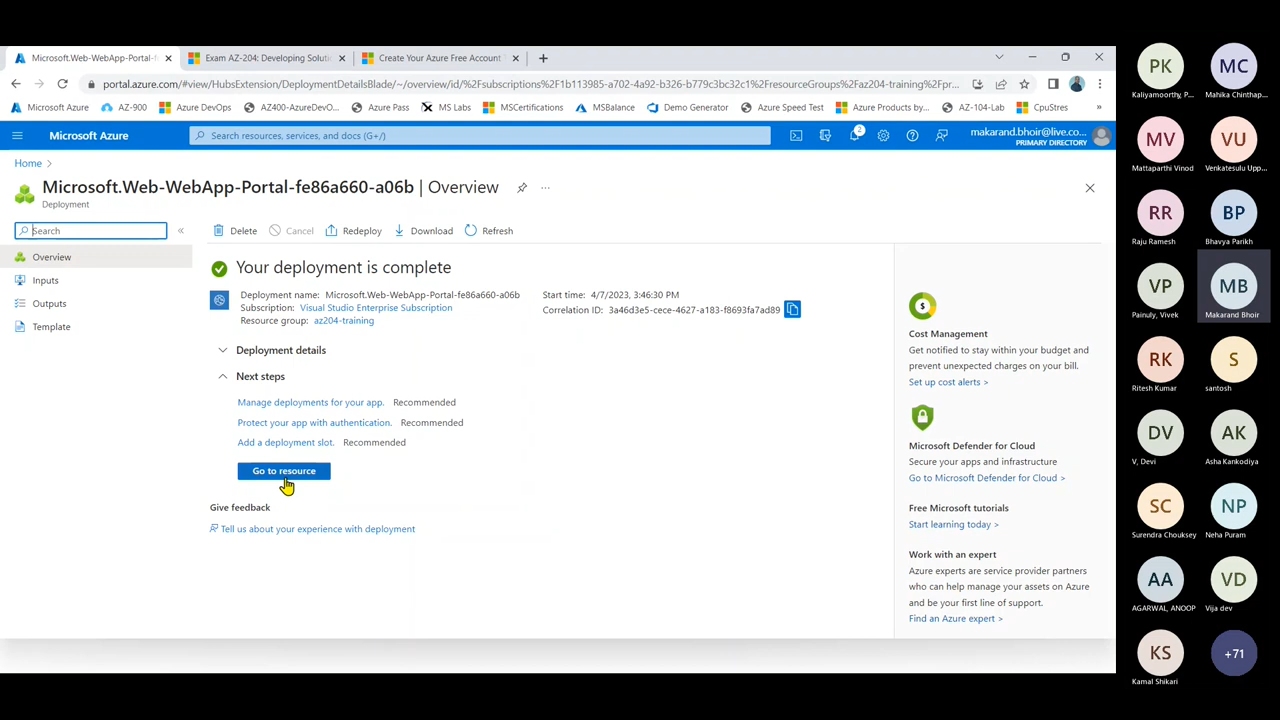 Microsoft.Web-WebApp-Portal-f
Exam AZ-204: Developing Soluti
Create Your Azure Free Account
portal.azure.com/#view/HubsExtension/DeploymentDetailsBlade/~/overview/id/%2Fsubscriptions%2F1b113985-a702-4a92-b326-b779c3bc32c1%2FresourceGroups%2Faz204-training%2Fpr...
Microsoft Azure
AZ-900
Azure DevOps
AZ400-AzureDevO...
Azure Pass
MS Labs
MSCertifications
MSBalance
Demo Generator
Azure Speed Test
Azure Products by...
AZ-104-Lab
CpuStres
»
Microsoft Azure
Search resources, services, and docs (G+/)
2
makarand.bhoir@live.co...
PRIMARY DIRECTORY
Home >
Microsoft.Web-WebApp-Portal-fe86a660-a06b | Overview
Deployment
Search
«
Overview
Inputs
Outputs
Template
Delete
Cancel
Redeploy
Download
Refresh
Your deployment is complete
Deployment name: Microsoft.Web-WebApp-Portal-fe86a660-a06b
Subscription: Visual Studio Enterprise Subscription
Resource group: az204-training
Start time: 4/7/2023, 3:46:30 PM
Correlation ID: 3a46d3e5-cece-4627-a183-f8693fa7ad89
Deployment details
Next steps
Manage deployments for your app. Recommended
Protect your app with authentication. Recommended
Add a deployment slot. Recommended
Go to resource
Give feedback
Tell us about your experience with deployment
Cost Management
Get notified to stay within your budget and
prevent unexpected charges on your bill.
Set up cost alerts >
Microsoft Defender for Cloud
Secure your apps and infrastructure
Go to Microsoft Defender for Cloud >
Free Microsoft tutorials
Start learning today >
Work with an expert
Azure experts are service provider partners
who can help manage your assets on Azure
and be your first line of support.
Find an Azure expert >
PK
Kaliyamoorthy, P...
MC
Mahika Chinthap...
MV
Mattaparthi Vinod
VU
Venkatesulu Upp...
RR
Raju Ramesh
BP
Bhavya Parikh
VP
Painuly, Vivek
MB
Makarand Bhoir
RK
Ritesh Kumar
S
santosh
DV
V, Devi
AK
Asha Kankodiya
SC
Surendra Chouksey
NP
Neha Puram
AA
AGARWAL, ANOOP
VD
Vija dev
KS
Kamal Shikari
+71